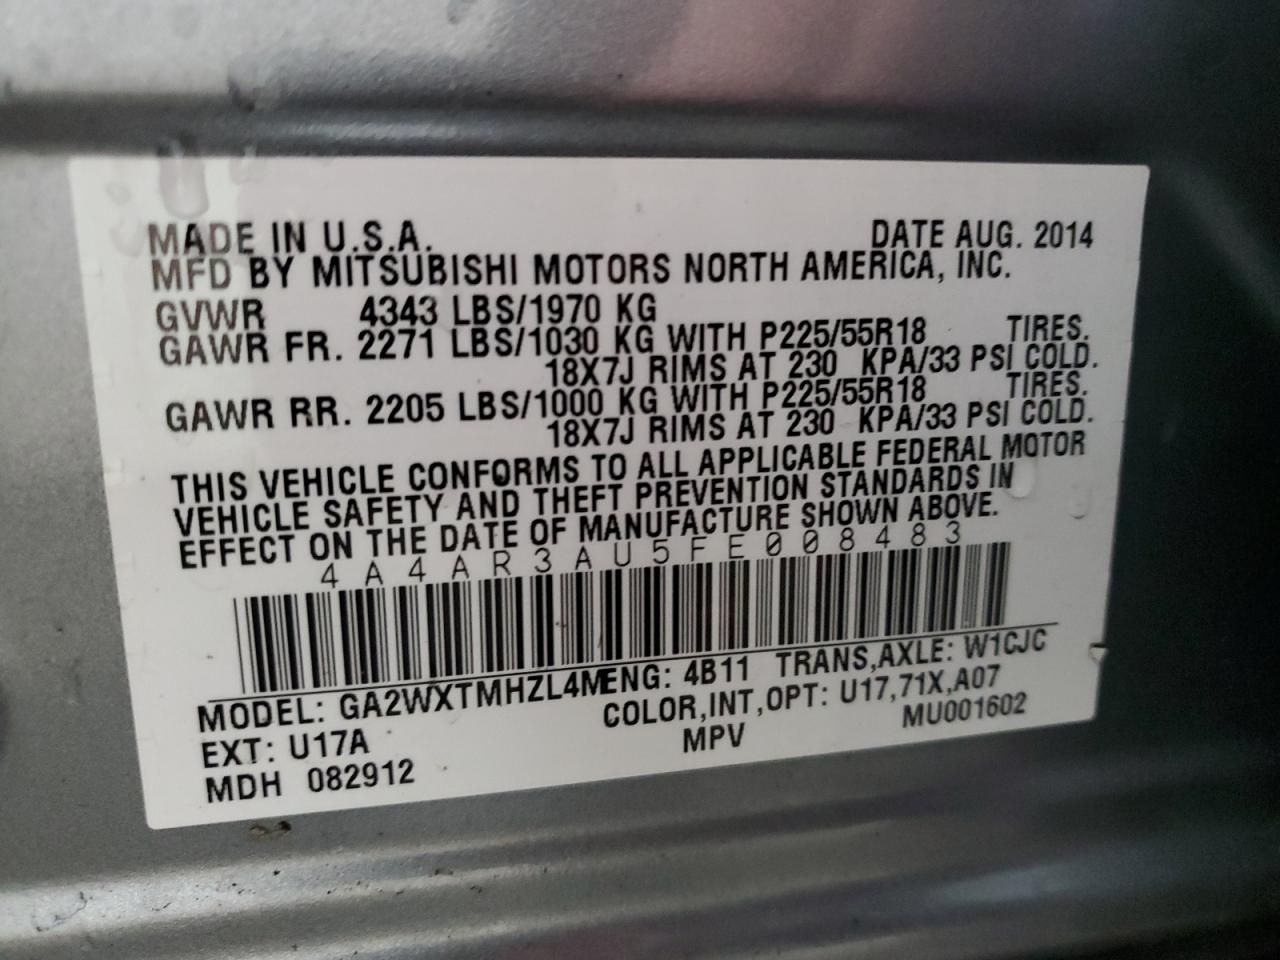 MADE IN U.S.A. DATE AUG. 2014
MFD BY MITSUBISHI MOTORS NORTH AMERICA, INC.
GVWR 4343 LBS/1970 KG
GAWR FR. 2271 LBS/1030 KG WITH P225/55R18 TIRES.
18X7J RIMS AT 230 KPA/33 PSI COLD.
GAWR RR. 2205 LBS/1000 KG WITH P225/55R18 TIRES.
18X7J RIMS AT 230 KPA/33 PSI COLD.
THIS VEHICLE CONFORMS TO ALL APPLICABLE FEDERAL MOTOR
VEHICLE SAFETY AND THEFT PREVENTION STANDARDS IN
EFFECT ON THE DATE OF MANUFACTURE SHOWN ABOVE.
4A4AR3AU5FE008483
MODEL: GA2WXTMHZL4M ENG: 4B11 TRANS,AXLE: W1CJC
EXT: U17A COLOR,INT,OPT: U17,71X,A07
MDH 082912 MPV MU001602